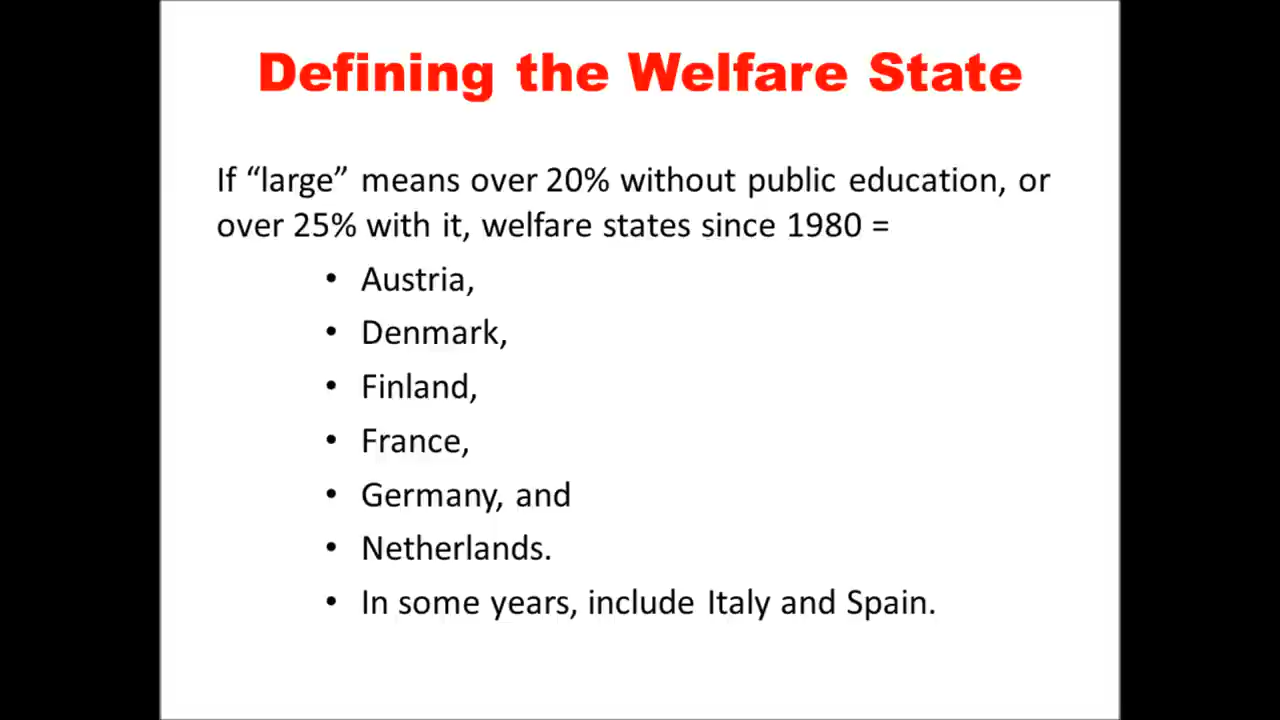 Defining the Welfare State
If “large” means over 20% without public education, or
over 25% with it, welfare states since 1980 =
• Austria,
• Denmark,
• Finland,
• France,
• Germany, and
• Netherlands.
• In some years, include Italy and Spain.